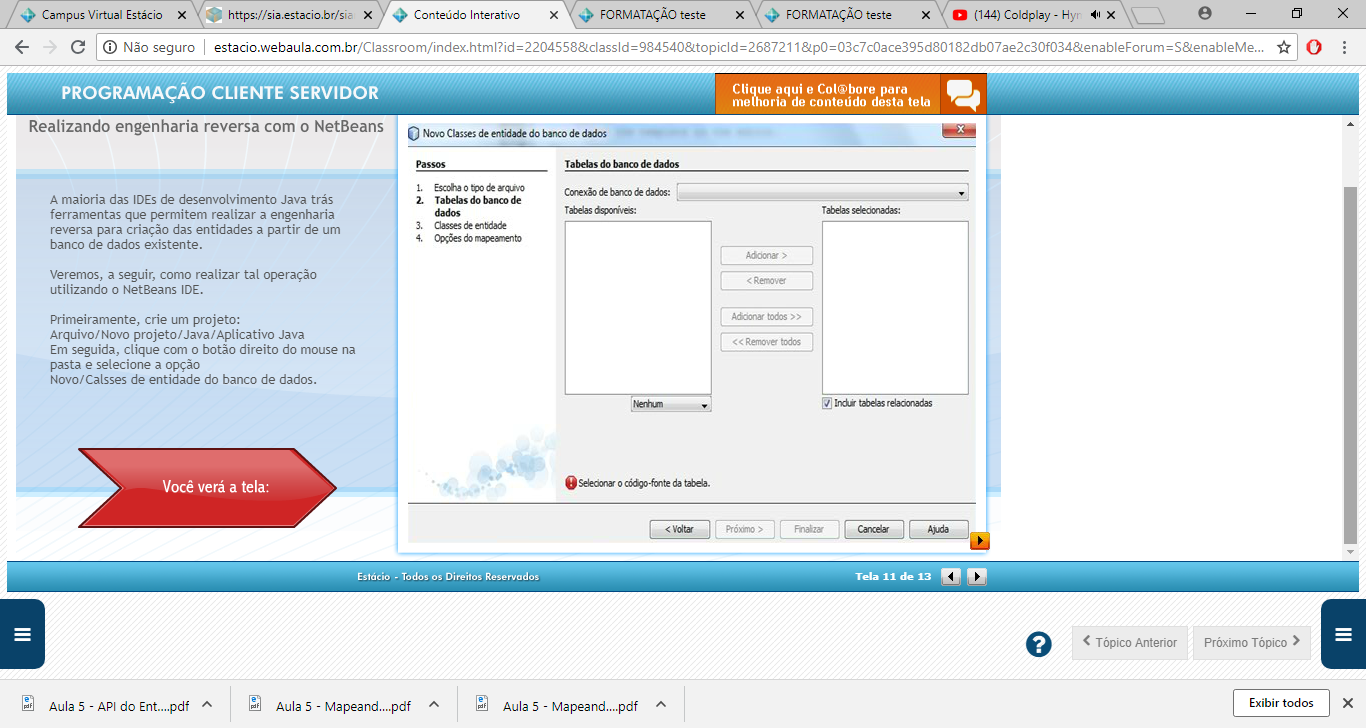 Campus Virtual Estácio
https://sia.estacio.br/sia
Conteúdo Interativo
FORMATAÇÃO teste
FORMATAÇÃO teste
(144) Coldplay - Hyn
Não seguro
estacio.webaula.com.br/Classroom/index.html?id=2204558&classId=984540&topicId=2687211&p0=03c7c0ace395d80182db07ae2c30f034&enableForum=S&enableMe...
PROGRAMAÇÃO CLIENTE SERVIDOR
Clique aqui e Col@bore para
melhoria de conteúdo desta tela
Realizando engenharia reversa com o NetBeans
A maioria das IDEs de desenvolvimento Java trás
ferramentas que permitem realizar a engenharia
reversa para criação das entidades a partir de um
banco de dados existente.
Veremos, a seguir, como realizar tal operação
utilizando o NetBeans IDE.
Primeiramente, crie um projeto:
Arquivo/Novo projeto/Java/Aplicativo Java
Em seguida, clique com o botão direito do mouse na
pasta e selecione a opção
Novo/Calsses de entidade do banco de dados.
Você verá a tela:
Novo Classes de entidade do banco de dados
Passos
1. Escolha o tipo de arquivo
2. Tabelas do banco de
dados
3. Classes de entidade
4. Opções do mapeamento
Tabelas do banco de dados
Conexão de banco de dados:
Tabelas disponíveis:
Tabelas selecionadas:
Adicionar >
< Remover
Adicionar todos >>
<< Remover todos
Nenhum
Incluir tabelas relacionadas
Selecionar o código-fonte da tabela.
< Voltar
Próximo >
Finalizar
Cancelar
Ajuda
Estácio - Todos os Direitos Reservados
Tela 11 de 13
?
Tópico Anterior
Próximo Tópico
Aula 5 - API do Ent....pdf
Aula 5 - Mapeand....pdf
Aula 5 - Mapeand....pdf
Exibir todos